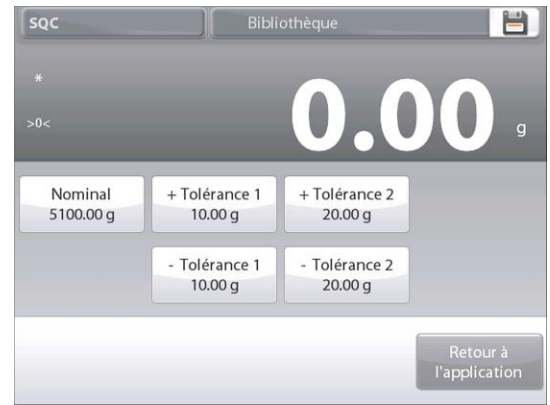 SQC
Bibliothèque
*
>0<
0.00 g
Nominal
5100.00 g
+ Tolérance 1
10.00 g
+ Tolérance 2
20.00 g
- Tolérance 1
10.00 g
- Tolérance 2
20.00 g
Retour à
l'application